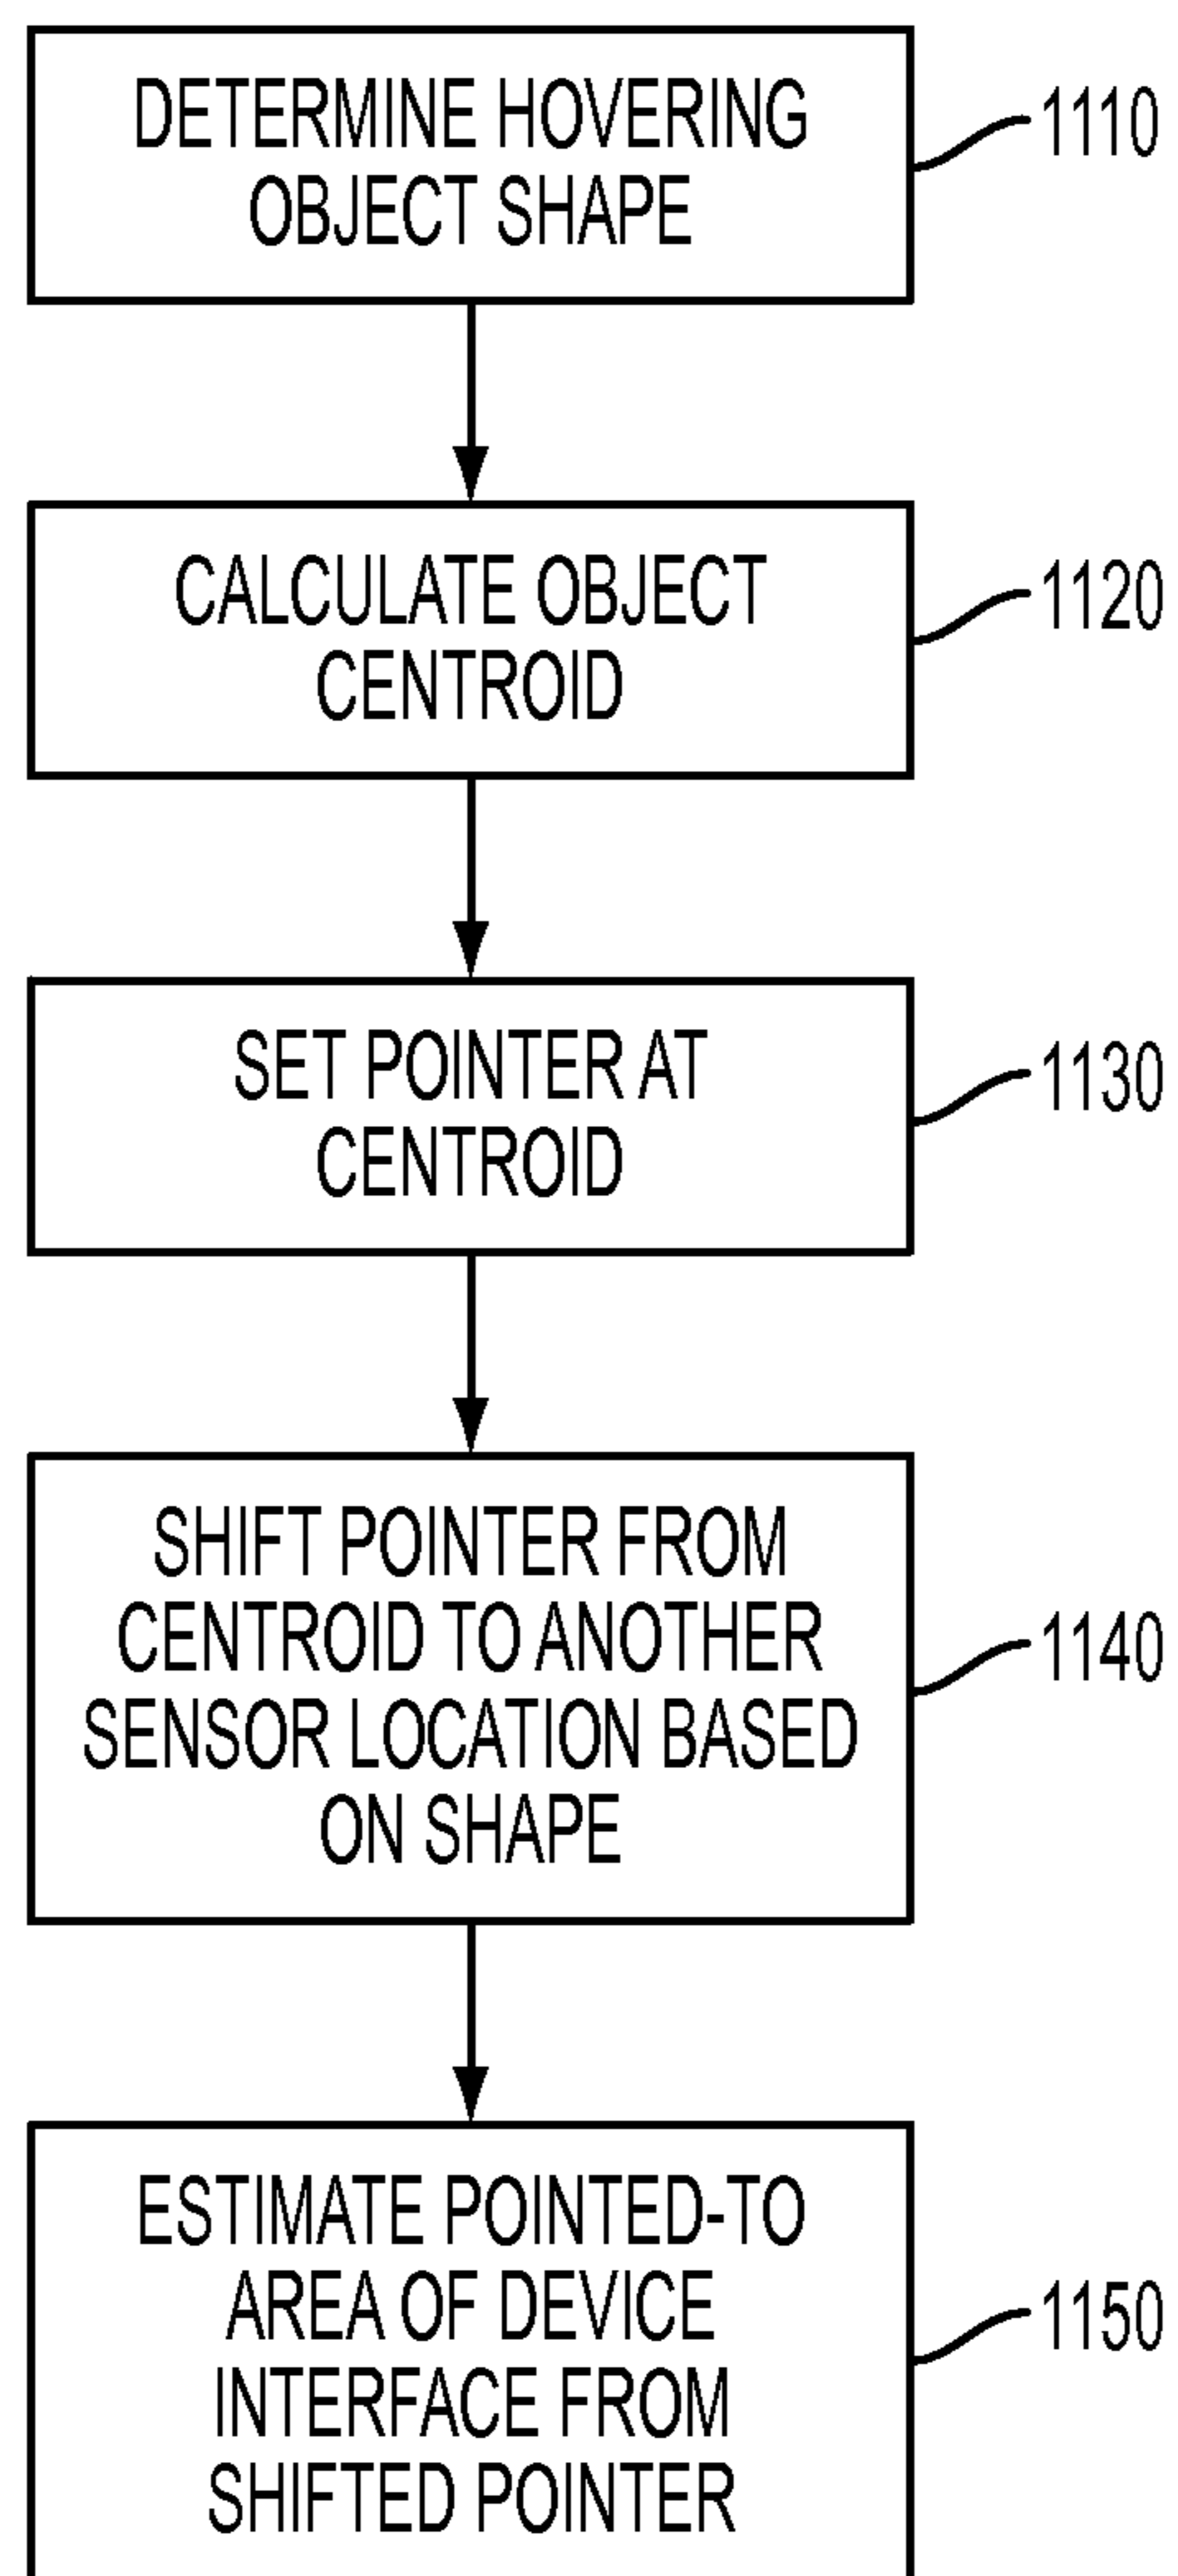 DETERMINE HOVERING
OBJECT SHAPE
1110
CALCULATE OBJECT
CENTROID
1120
SET POINTER AT
CENTROID
1130
SHIFT POINTER FROM
CENTROID TO ANOTHER
SENSOR LOCATION BASED
ON SHAPE
1140
ESTIMATE POINTED-TO
AREA OF DEVICE
INTERFACE FROM
SHIFTED POINTER
1150